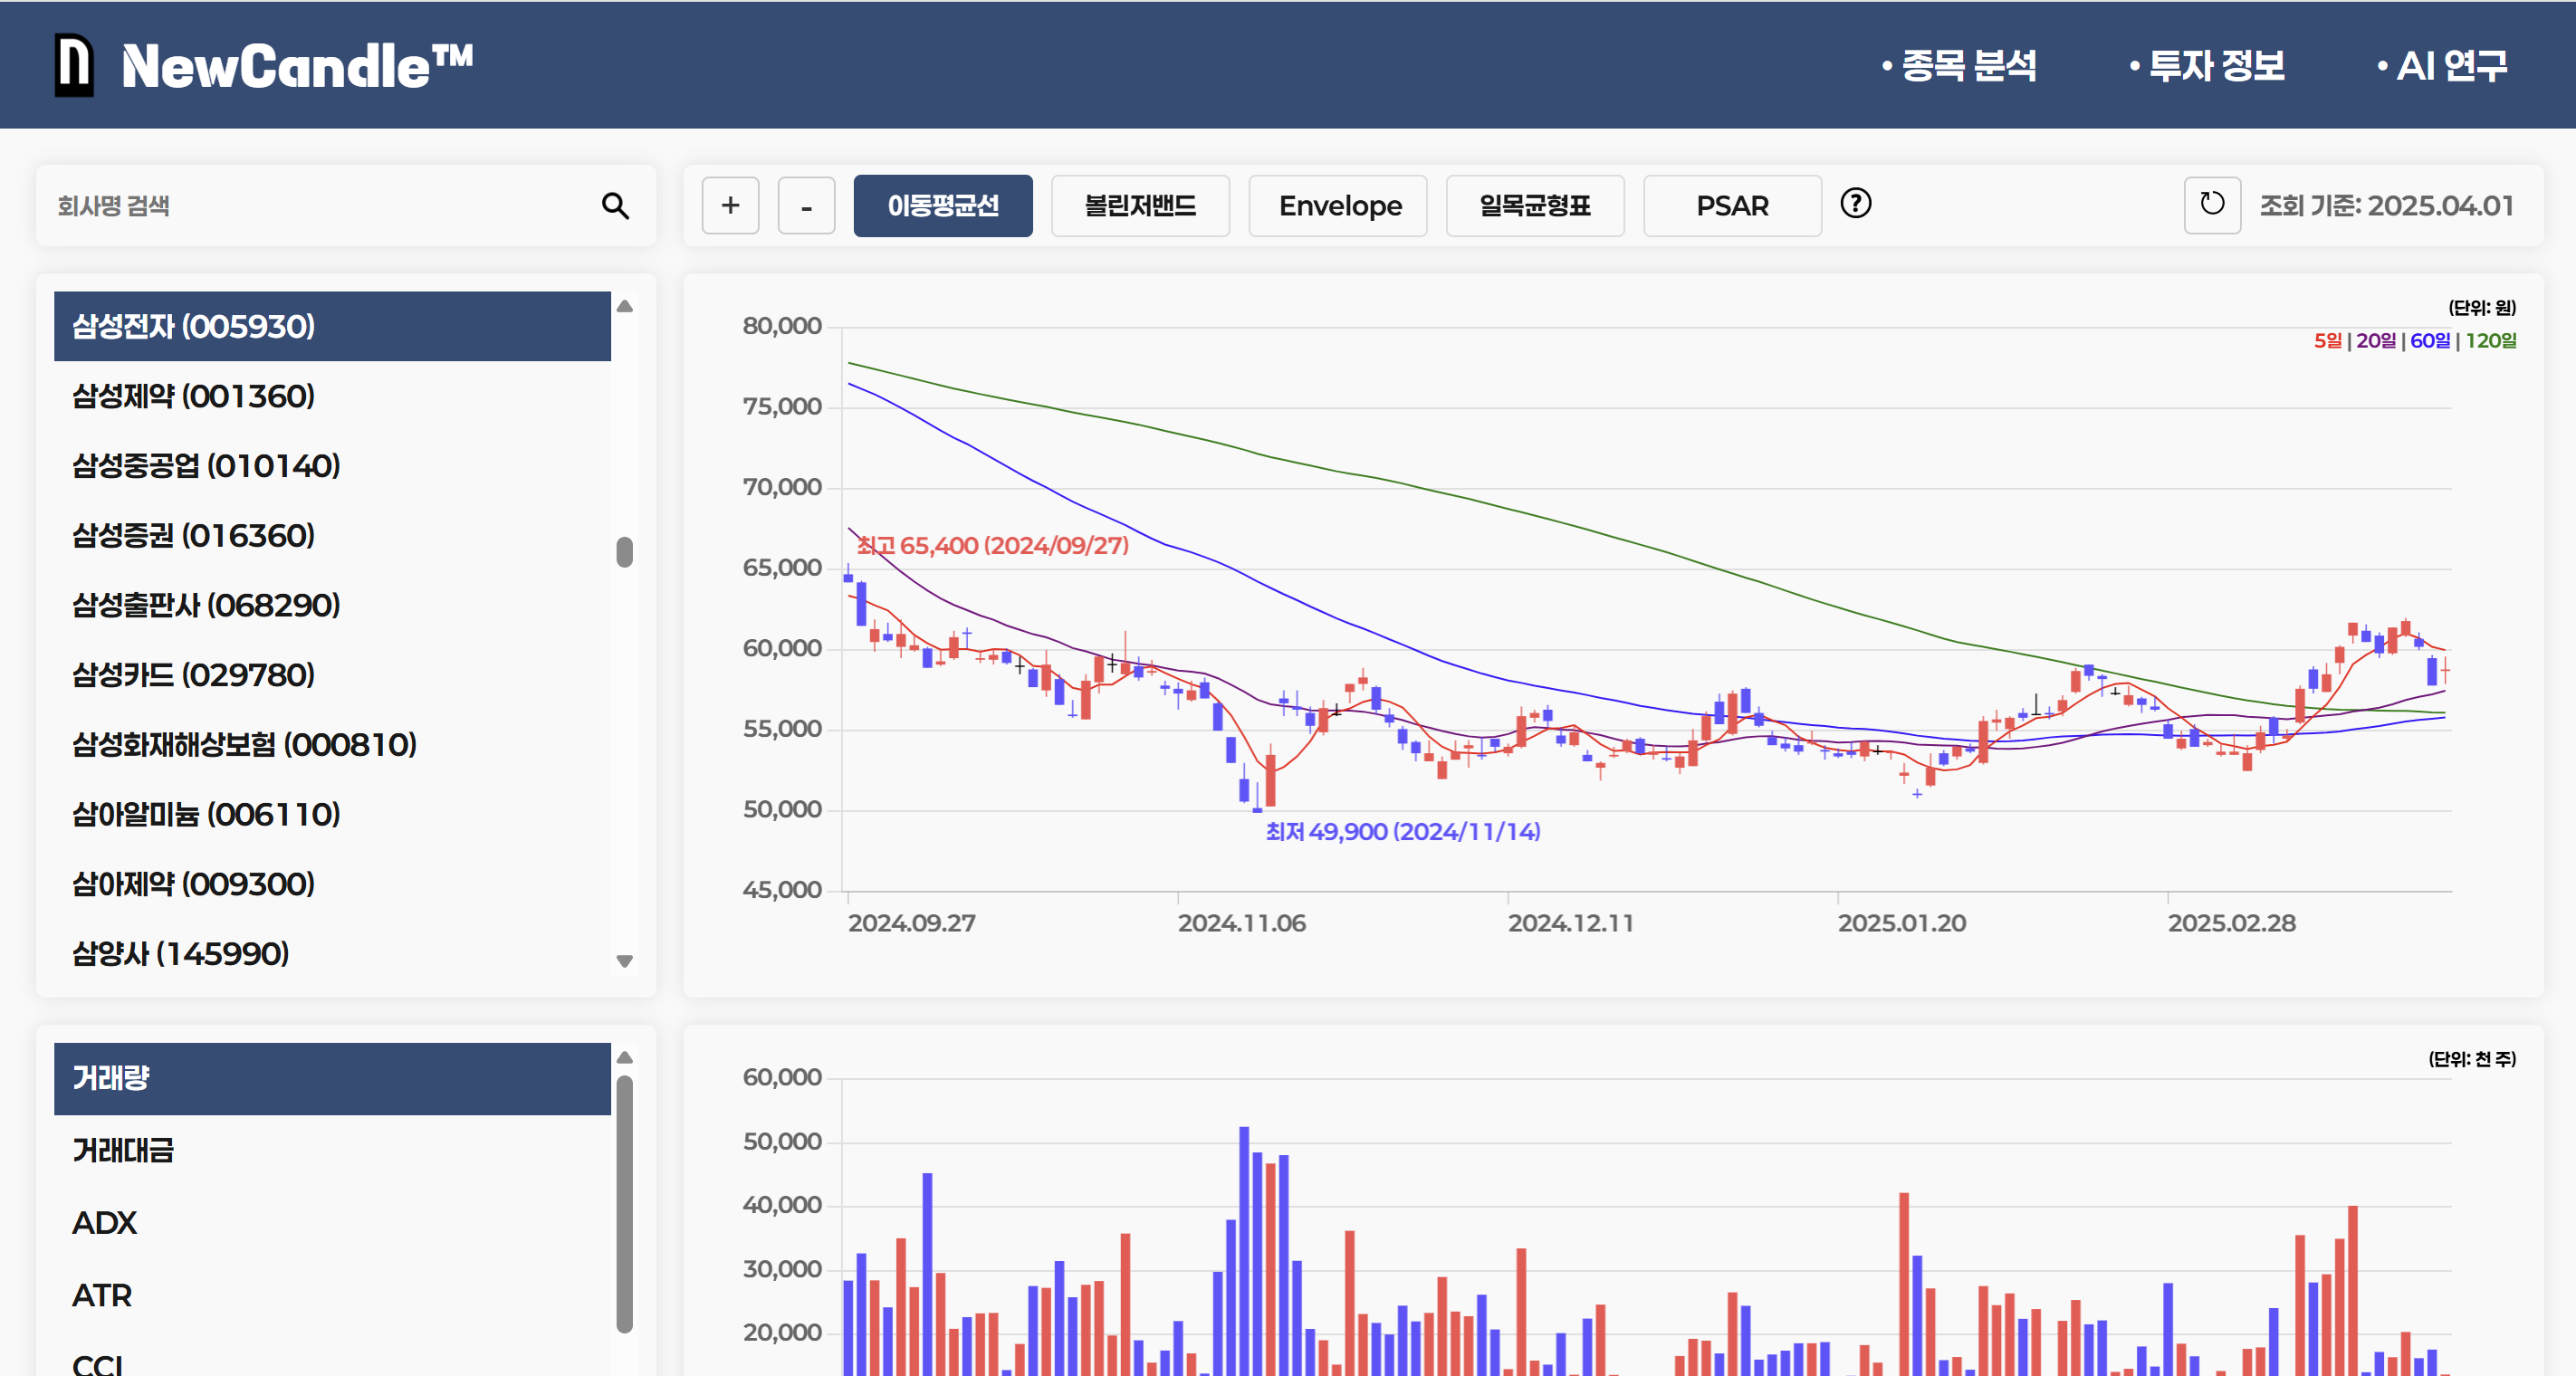 NewCandle™
• 종목 분석
• 투자 정보
• AI 연구
회사명 검색
+
-
이동평균선
볼린저밴드
Envelope
일목균형표
PSAR
?
조회 기준: 2025.04.01
삼성전자 (005930)
삼성제약 (001360)
삼성중공업 (010140)
삼성증권 (016360)
삼성출판사 (068290)
삼성카드 (029780)
삼성화재해상보험 (000810)
삼아알미늄 (006110)
삼아제약 (009300)
삼양사 (145990)
(단위: 원)
5일 | 20일 | 60일 | 120일
80,000
75,000
70,000
65,000
60,000
55,000
50,000
45,000
최고 65,400 (2024/09/27)
최저 49,900 (2024/11/14)
2024.09.27
2024.11.06
2024.12.11
2025.01.20
2025.02.28
거래량
거래대금
ADX
ATR
CCI
(단위: 천 주)
60,000
50,000
40,000
30,000
20,000